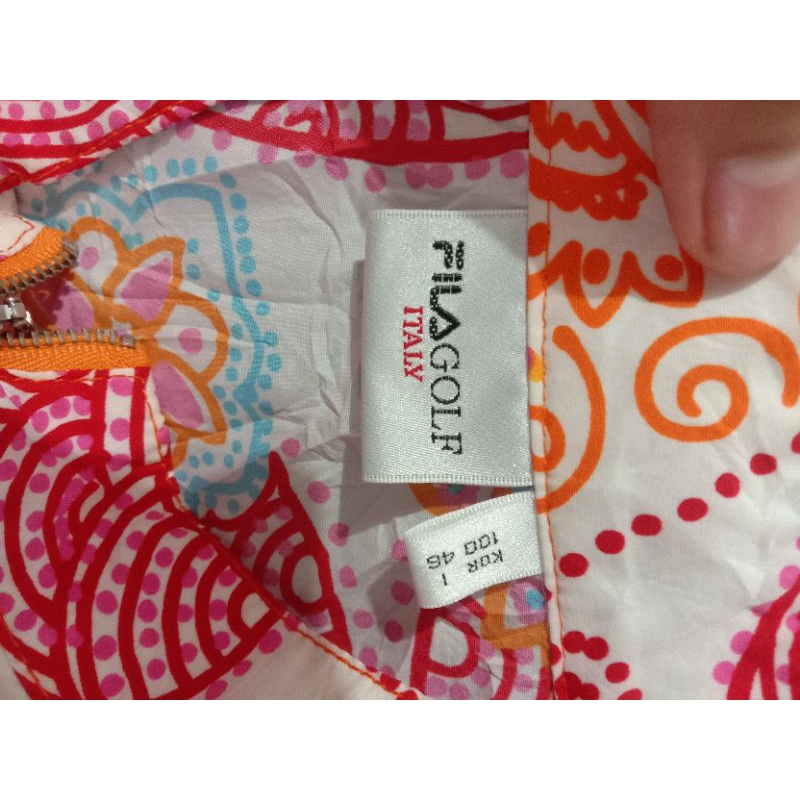 FILA GOLF
ITALY
KOR I
100 46